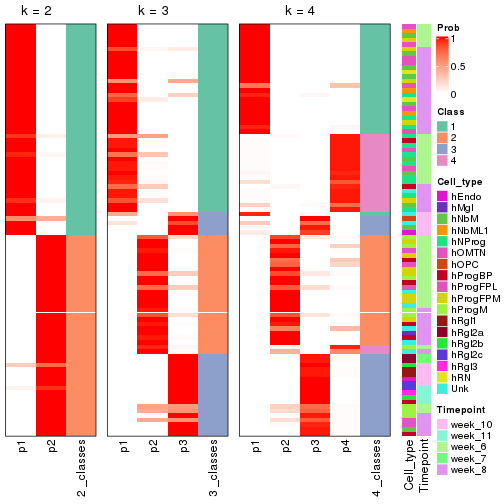 k = 2
k = 3
k = 4
p1
p2
2_classes
p1
p2
p3
3_classes
p1
p2
p3
p4
4_classes
Cell_type
Timepoint
Prob
1
0.5
0
Class
1
2
3
4
Cell_type
hEndo
hMgl
hNbM
hNbML1
hNProg
hOMTN
hOPC
hProgBP
hProgFPL
hProgFPM
hProgM
hRgl1
hRgl2a
hRgl2b
hRgl2c
hRgl3
hRN
Unk
Timepoint
week_10
week_11
week_6
week_7
week_8